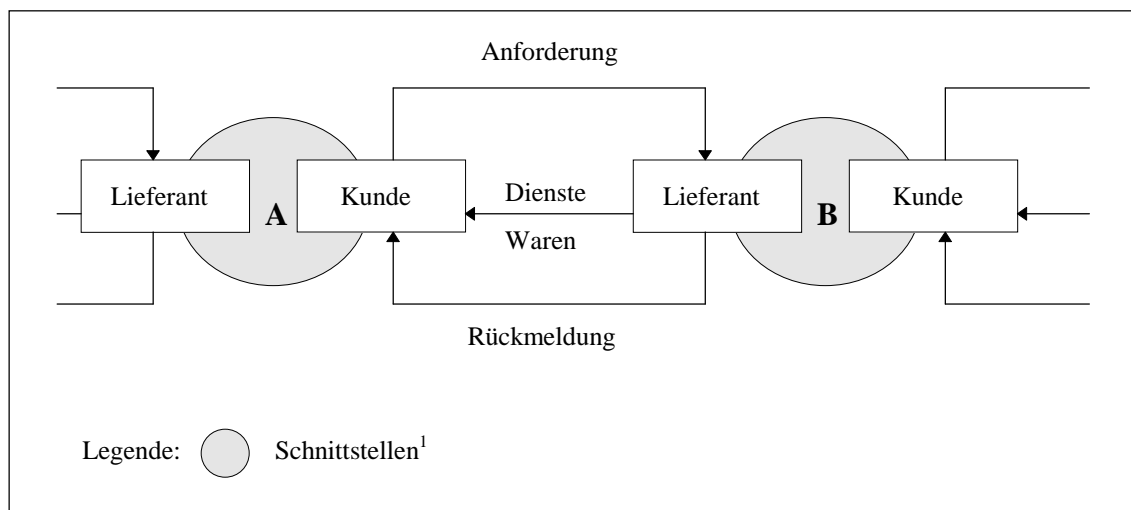 Anforderung
Lieferant A Kunde Dienste Lieferant B Kunde
Waren
Rückmeldung
Legende: Schnittstellen¹